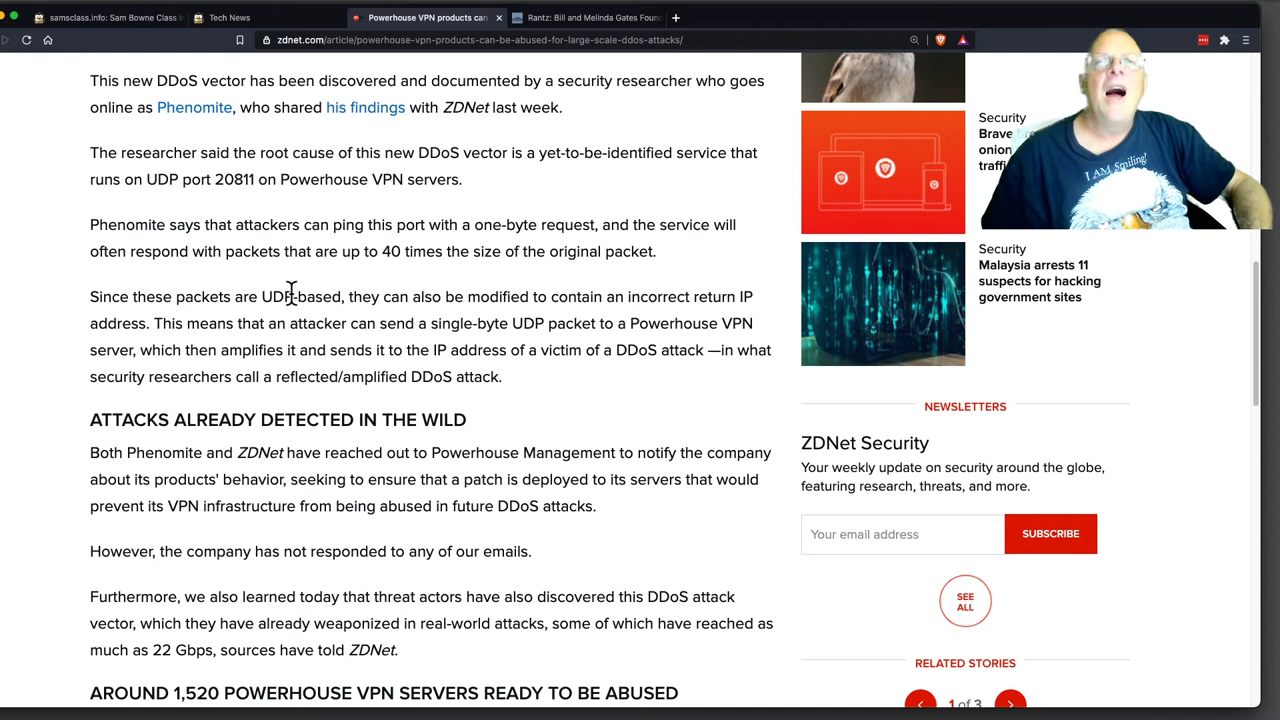 samsclass.info: Sam Bowne Class
Tech News
Powerhouse VPN products can
Rantz: Bill and Melinda Gates Foun
zdnet.com/article/powerhouse-vpn-products-can-be-abused-for-large-scale-ddos-attacks/
This new DDoS vector has been discovered and documented by a security researcher who goes
online as Phenomite, who shared his findings with ZDNet last week.
The researcher said the root cause of this new DDoS vector is a yet-to-be-identified service that
runs on UDP port 20811 on Powerhouse VPN servers.
Phenomite says that attackers can ping this port with a one-byte request, and the service will
often respond with packets that are up to 40 times the size of the original packet.
Since these packets are UDP-based, they can also be modified to contain an incorrect return IP
address. This means that an attacker can send a single-byte UDP packet to a Powerhouse VPN
server, which then amplifies it and sends it to the IP address of a victim of a DDoS attack —in what
security researchers call a reflected/amplified DDoS attack.
ATTACKS ALREADY DETECTED IN THE WILD
Both Phenomite and ZDNet have reached out to Powerhouse Management to notify the company
about its products' behavior, seeking to ensure that a patch is deployed to its servers that would
prevent its VPN infrastructure from being abused in future DDoS attacks.
However, the company has not responded to any of our emails.
Furthermore, we also learned today that threat actors have also discovered this DDoS attack
vector, which they have already weaponized in real-world attacks, some of which have reached as
much as 22 Gbps, sources have told ZDNet.
AROUND 1,520 POWERHOUSE VPN SERVERS READY TO BE ABUSED
Security
Brave
onion
traffi
I AM Smiling!
Security
Malaysia arrests 11
suspects for hacking
government sites
NEWSLETTERS
ZDNet Security
Your weekly update on security around the globe,
featuring research, threats, and more.
Your email address
SUBSCRIBE
SEE
ALL
RELATED STORIES
1 of 3